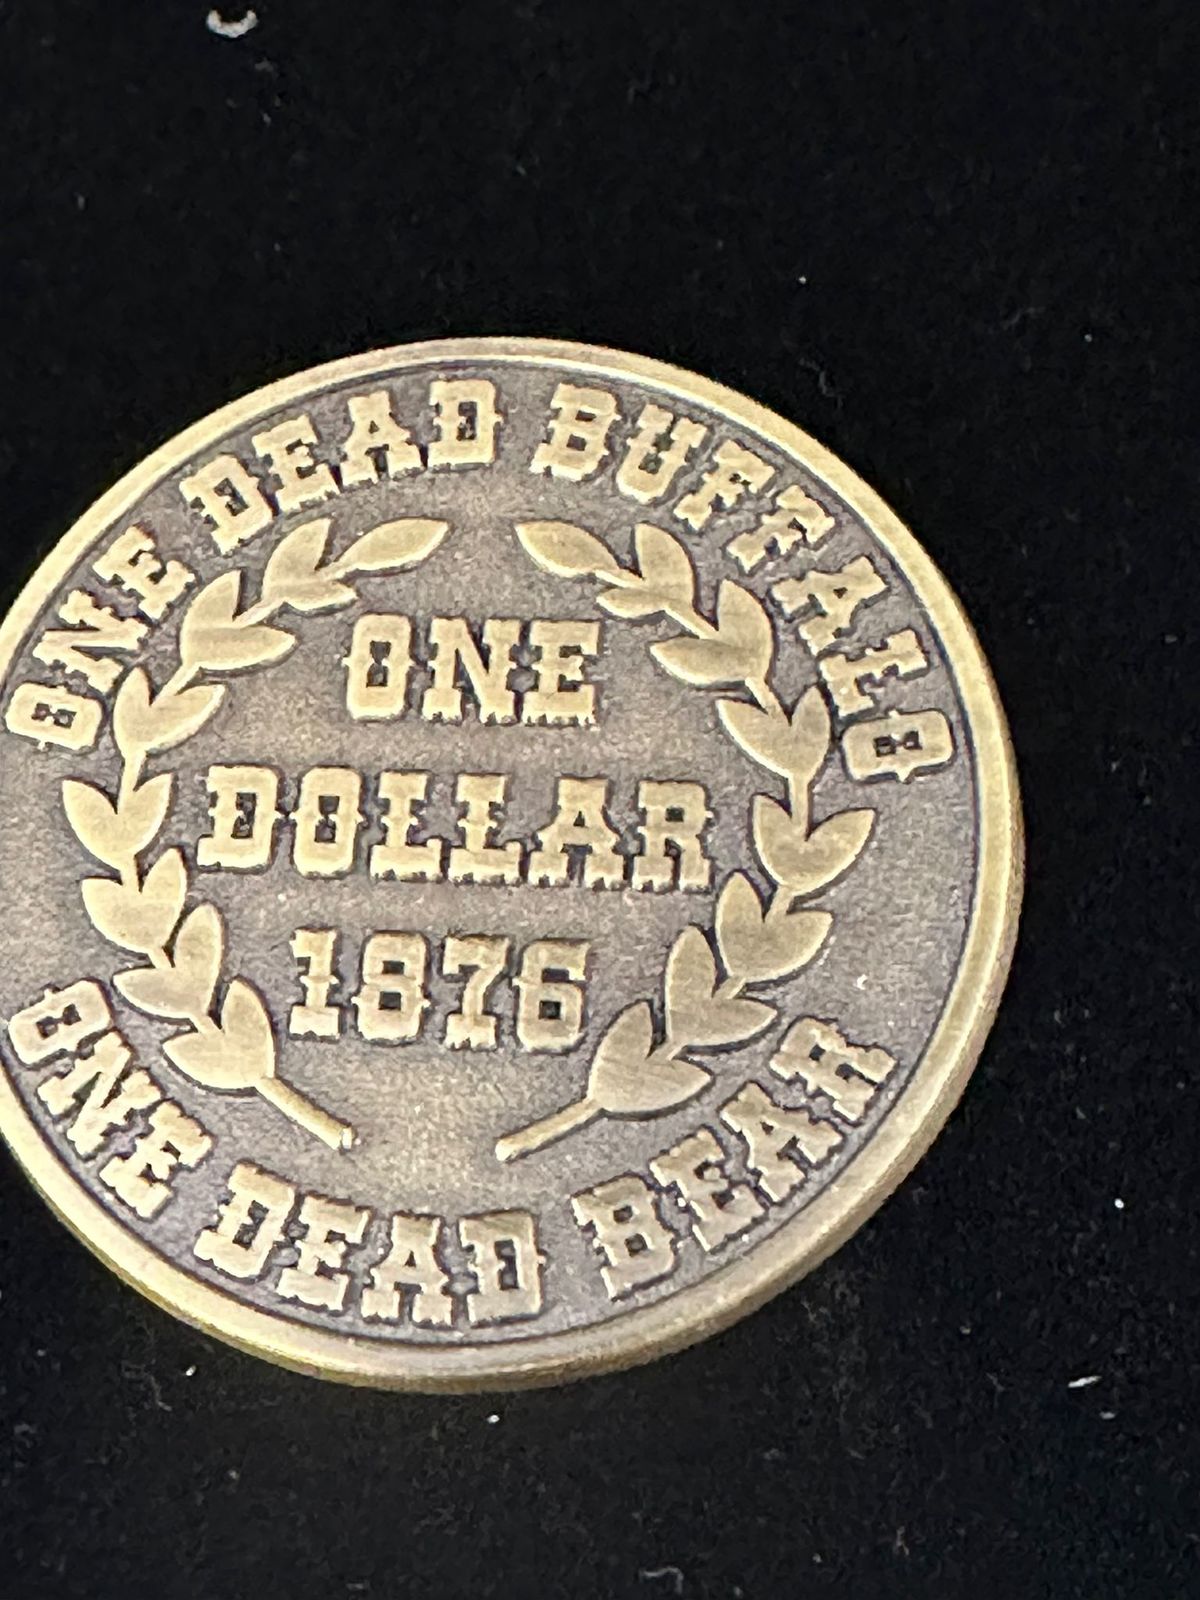 ONE DEAD BUFFALO
ONE
DOLLAR
1876
ONE DEAD BEAR